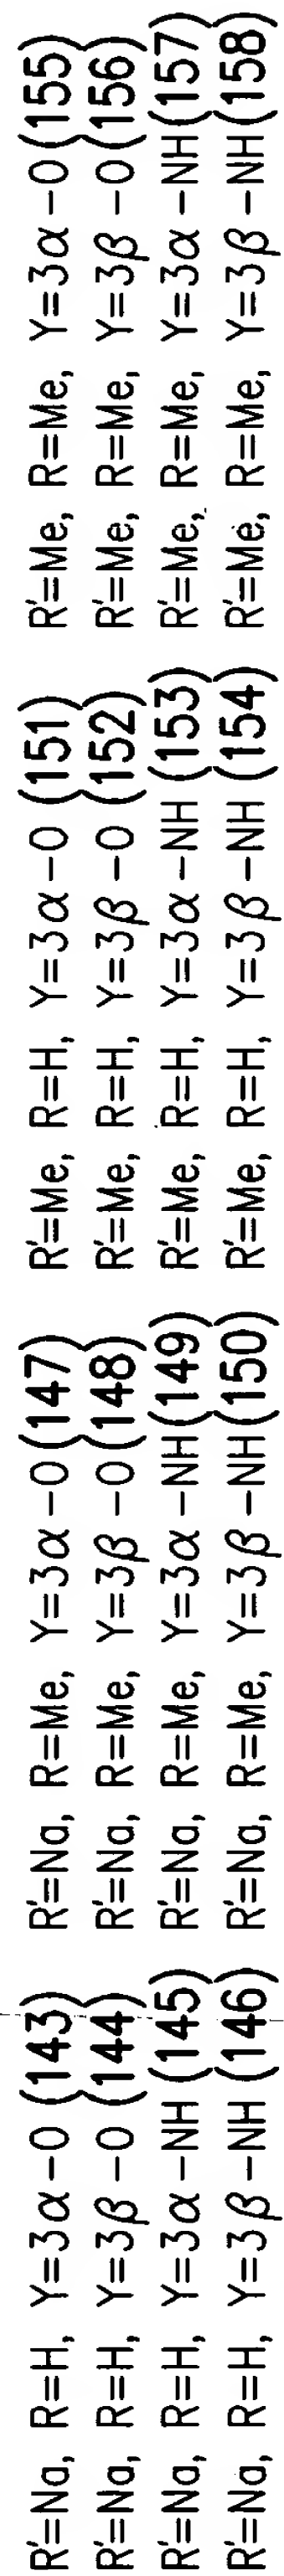 R'=Na, R=H, Y=3α -O (143) R'=Na, R=Me, Y=3α -O (147) R'=Me, R=H, Y=3α -O (151) R'=Me, R=Me, Y=3α -O (155)
R'=Na, R=H, Y=3β -O (144) R'=Na, R=Me, Y=3β -O (148) R'=Me, R=H, Y=3β -O (152) R'=Me, R=Me, Y=3β -O (156)
R'=Na, R=H, Y=3α -NH (145) R'=Na, R=Me, Y=3α -NH (149) R'=Me, R=H, Y=3α -NH (153) R'=Me, R=Me, Y=3α -NH (157)
R'=Na, R=H, Y=3β -NH (146) R'=Na, R=Me, Y=3β -NH (150) R'=Me, R=H, Y=3β -NH (154) R'=Me, R=Me, Y=3β -NH (158)